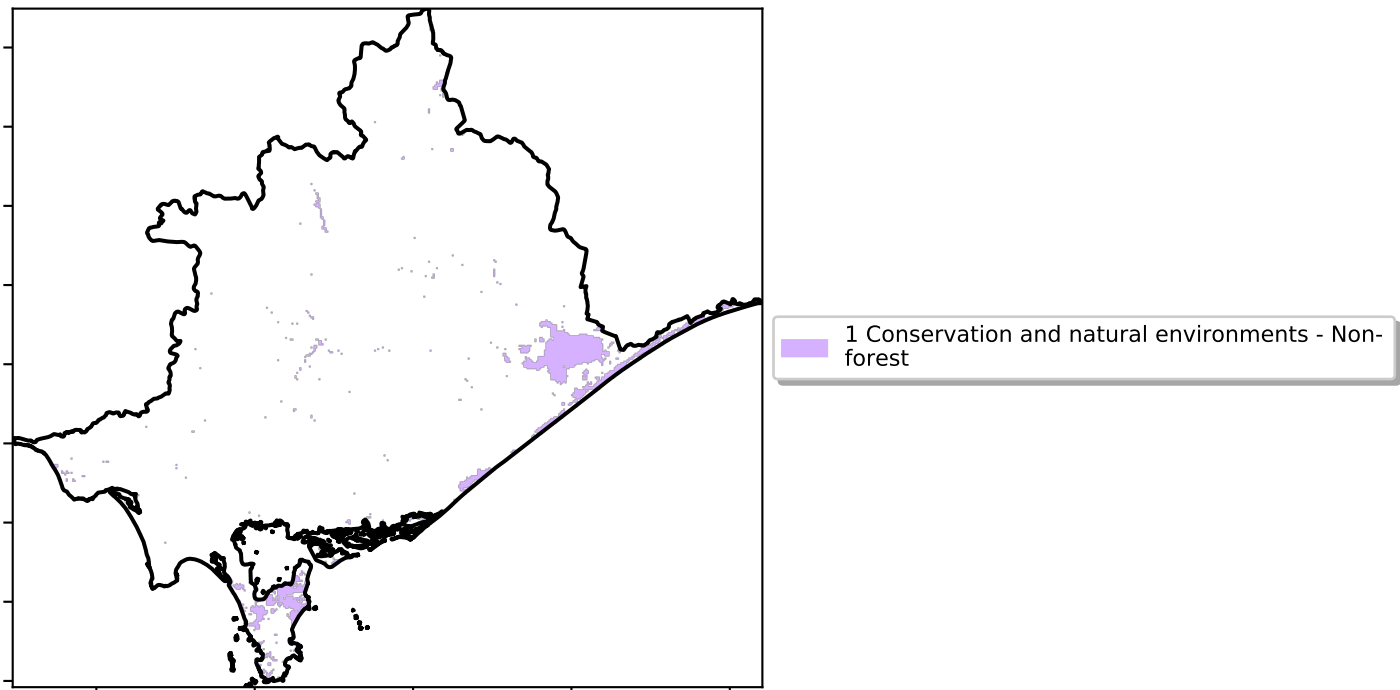 1 Conservation and natural environments - Non-
forest